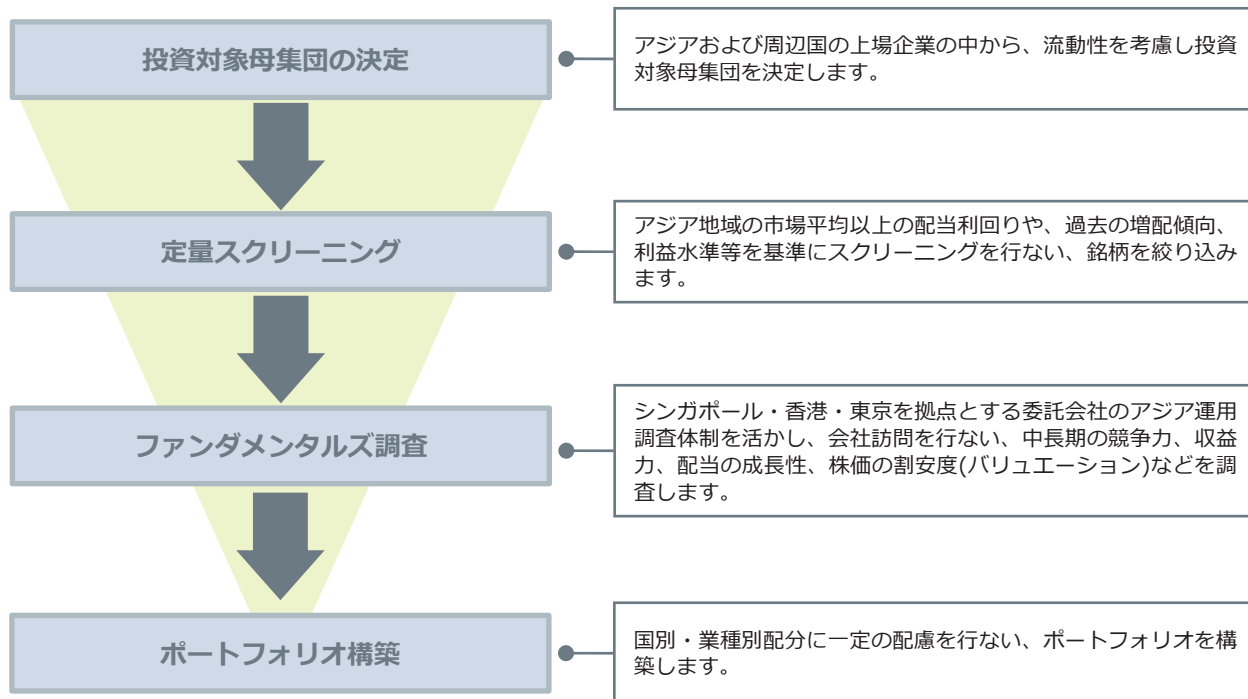 投資対象母集団の決定
アジアおよび周辺国の上場企業の中から、流動性を考慮し投資
対象母集団を決定します。
定量スクリーニング
アジア地域の市場平均以上の配当利回りや、過去の増配傾向、
利益水準等を基準にスクリーニングを行ない、銘柄を絞り込み
ます。
ファンダメンタルズ調査
シンガポール・香港・東京を拠点とする委託会社のアジア運用
調査体制を活かし、会社訪問を行ない、中長期の競争力、収益
力、配当の成長性、株価の割安度(バリュエーション)などを調
査します。
ポートフォリオ構築
国別・業種別配分に一定の配慮を行ない、ポートフォリオを構
築します。